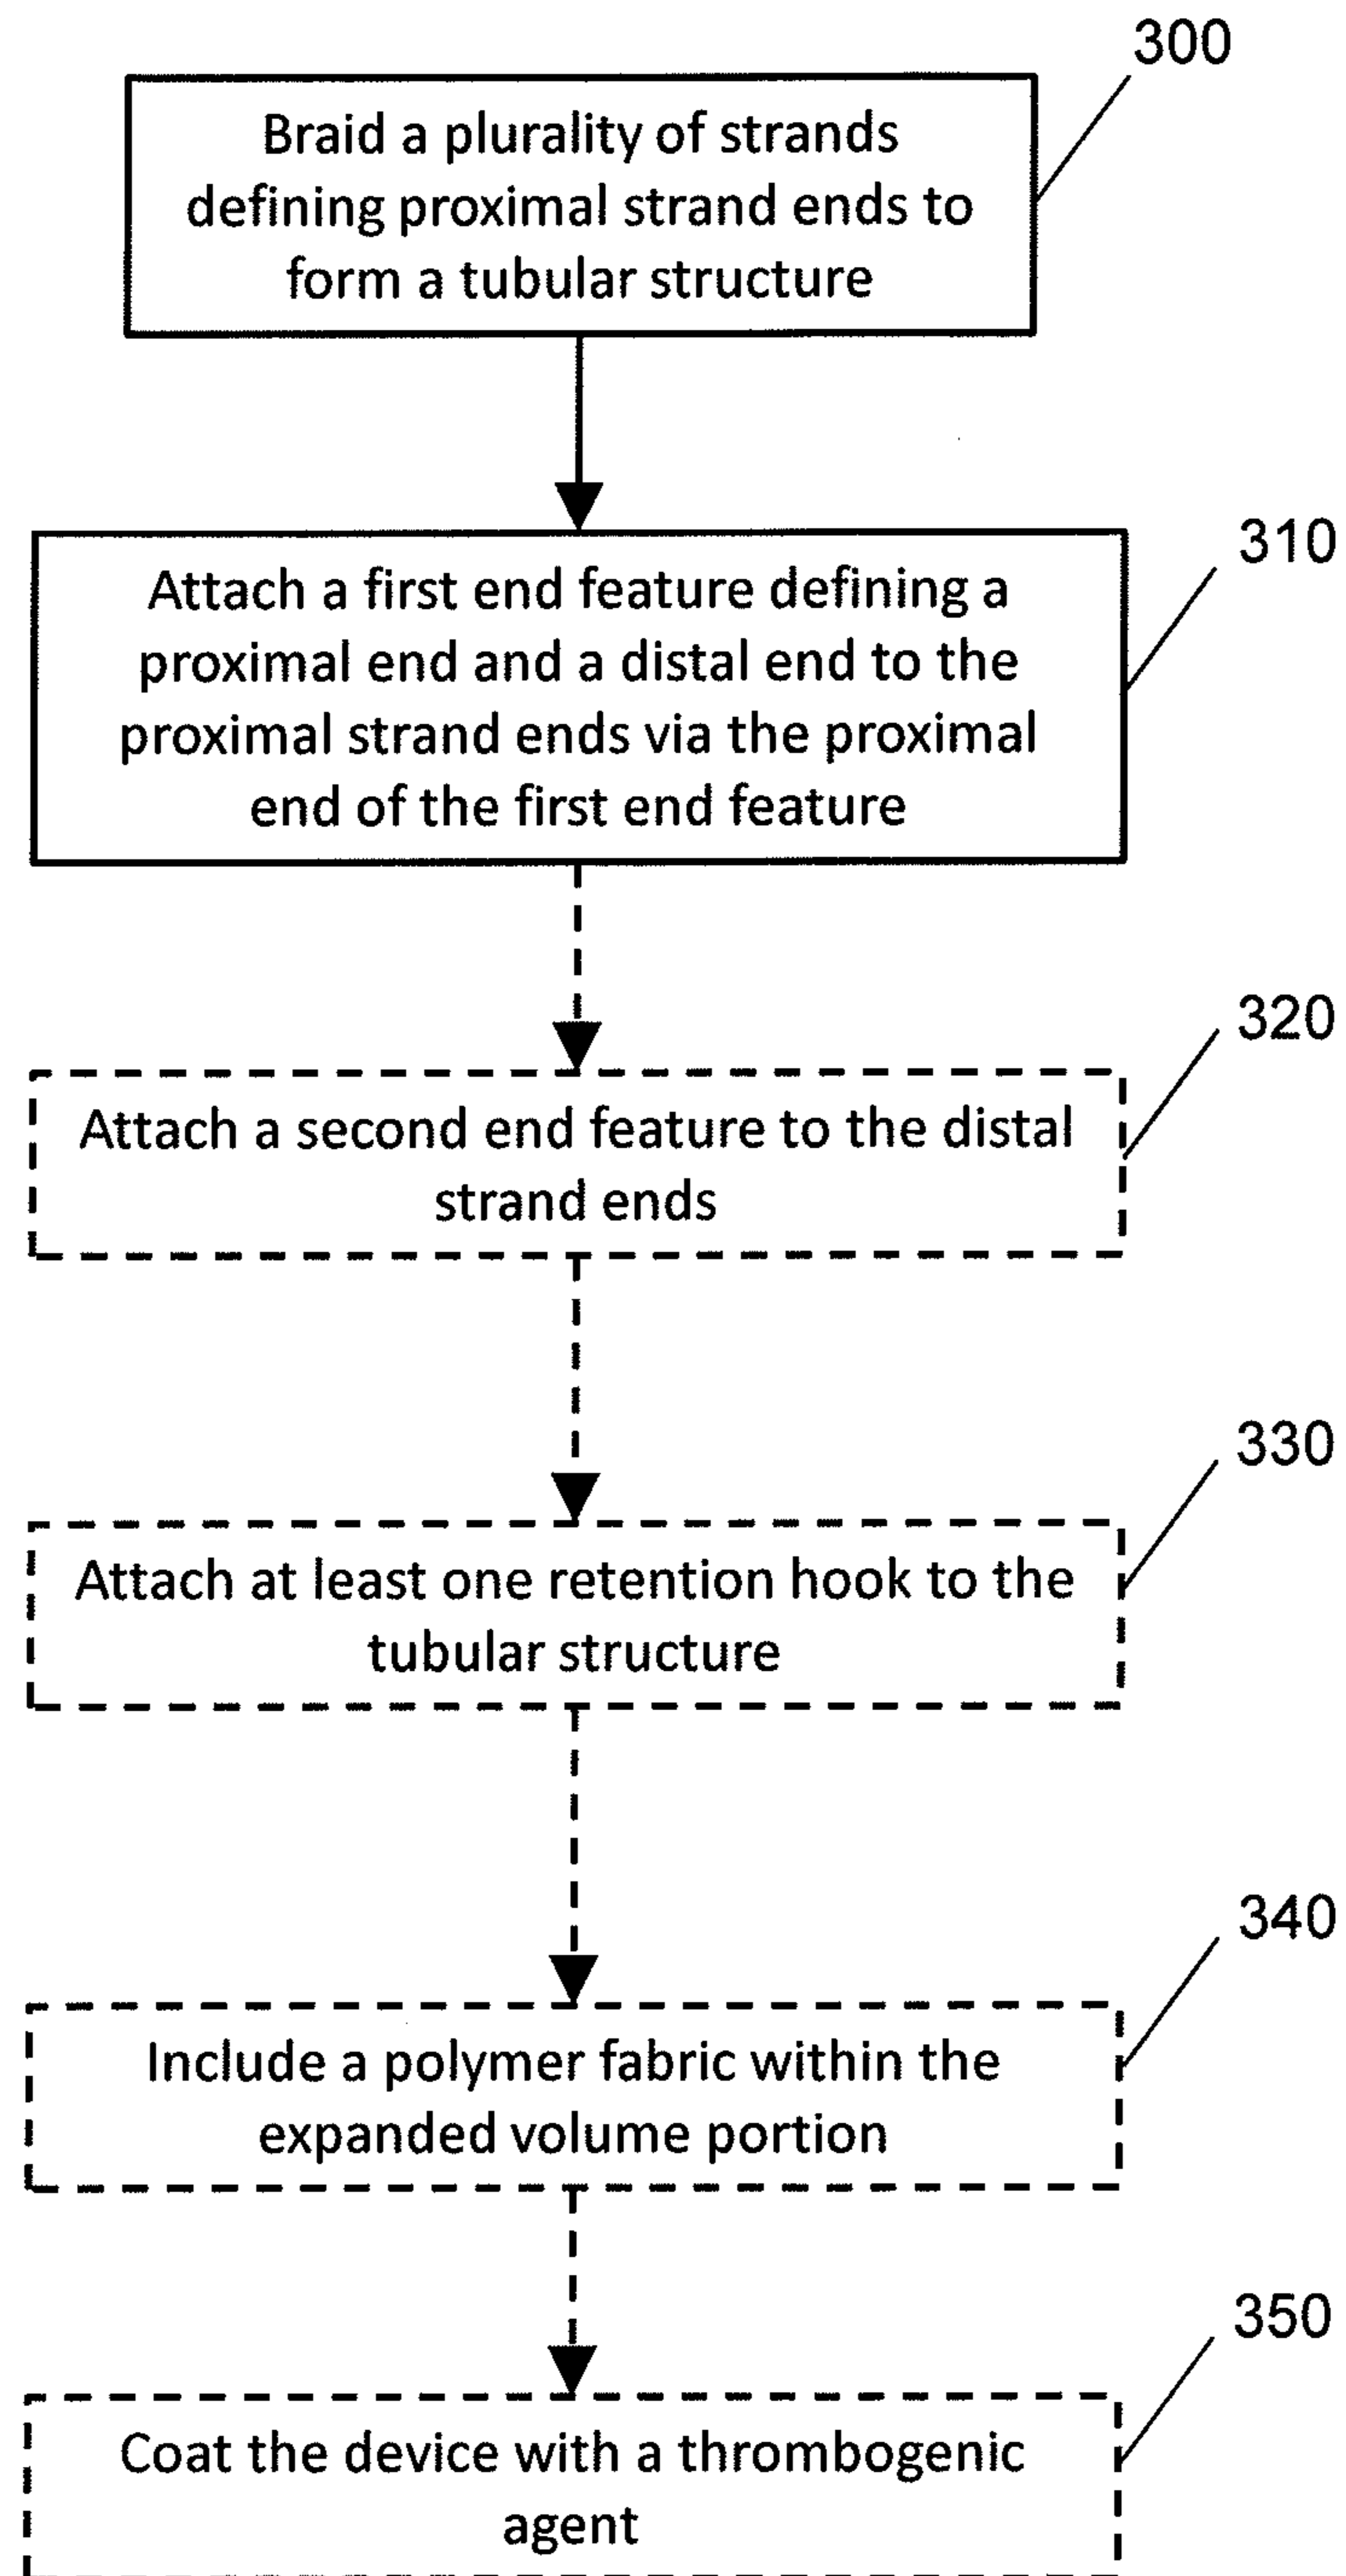 300
Braid a plurality of strands
defining proximal strand ends to
form a tubular structure
310
Attach a first end feature defining a
proximal end and a distal end to the
proximal strand ends via the proximal
end of the first end feature
320
Attach a second end feature to the distal
strand ends
330
Attach at least one retention hook to the
tubular structure
340
Include a polymer fabric within the
expanded volume portion
350
Coat the device with a thrombogenic
agent